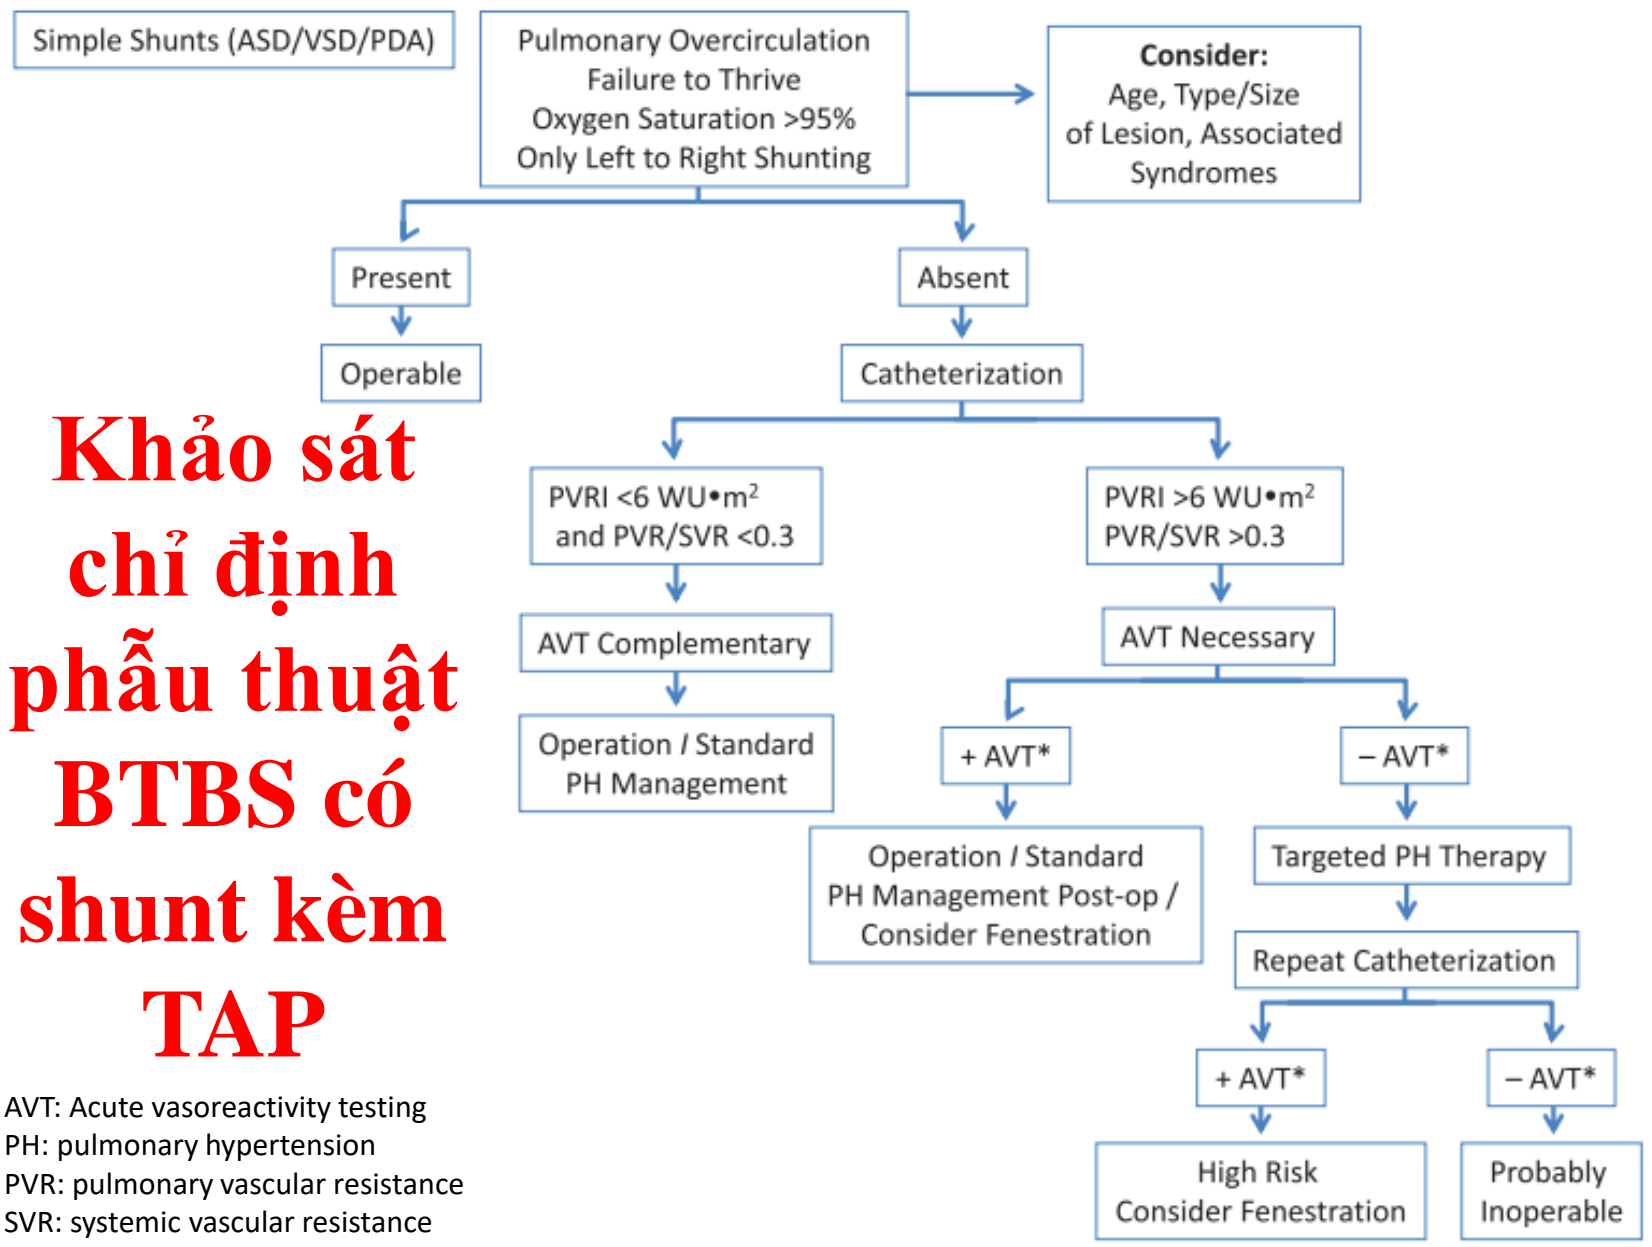 Simple Shunts (ASD/VSD/PDA)
Pulmonary Overcirculation
Failure to Thrive
Oxygen Saturation >95%
Only Left to Right Shunting
Consider:
Age, Type/Size
of Lesion, Associated
Syndromes
Present
Absent
Operable
Catheterization
Khảo sát
chỉ định
phẫu thuật
BTBS có
shunt kèm
TAP
PVRI <6 WU•m²
and PVR/SVR <0.3
PVRI >6 WU•m²
PVR/SVR >0.3
AVT Complementary
AVT Necessary
Operation / Standard
PH Management
+ AVT*
– AVT*
Operation / Standard
PH Management Post-op /
Consider Fenestration
Targeted PH Therapy
Repeat Catheterization
+ AVT*
– AVT*
High Risk
Consider Fenestration
Probably
Inoperable
AVT: Acute vasoreactivity testing
PH: pulmonary hypertension
PVR: pulmonary vascular resistance
SVR: systemic vascular resistance